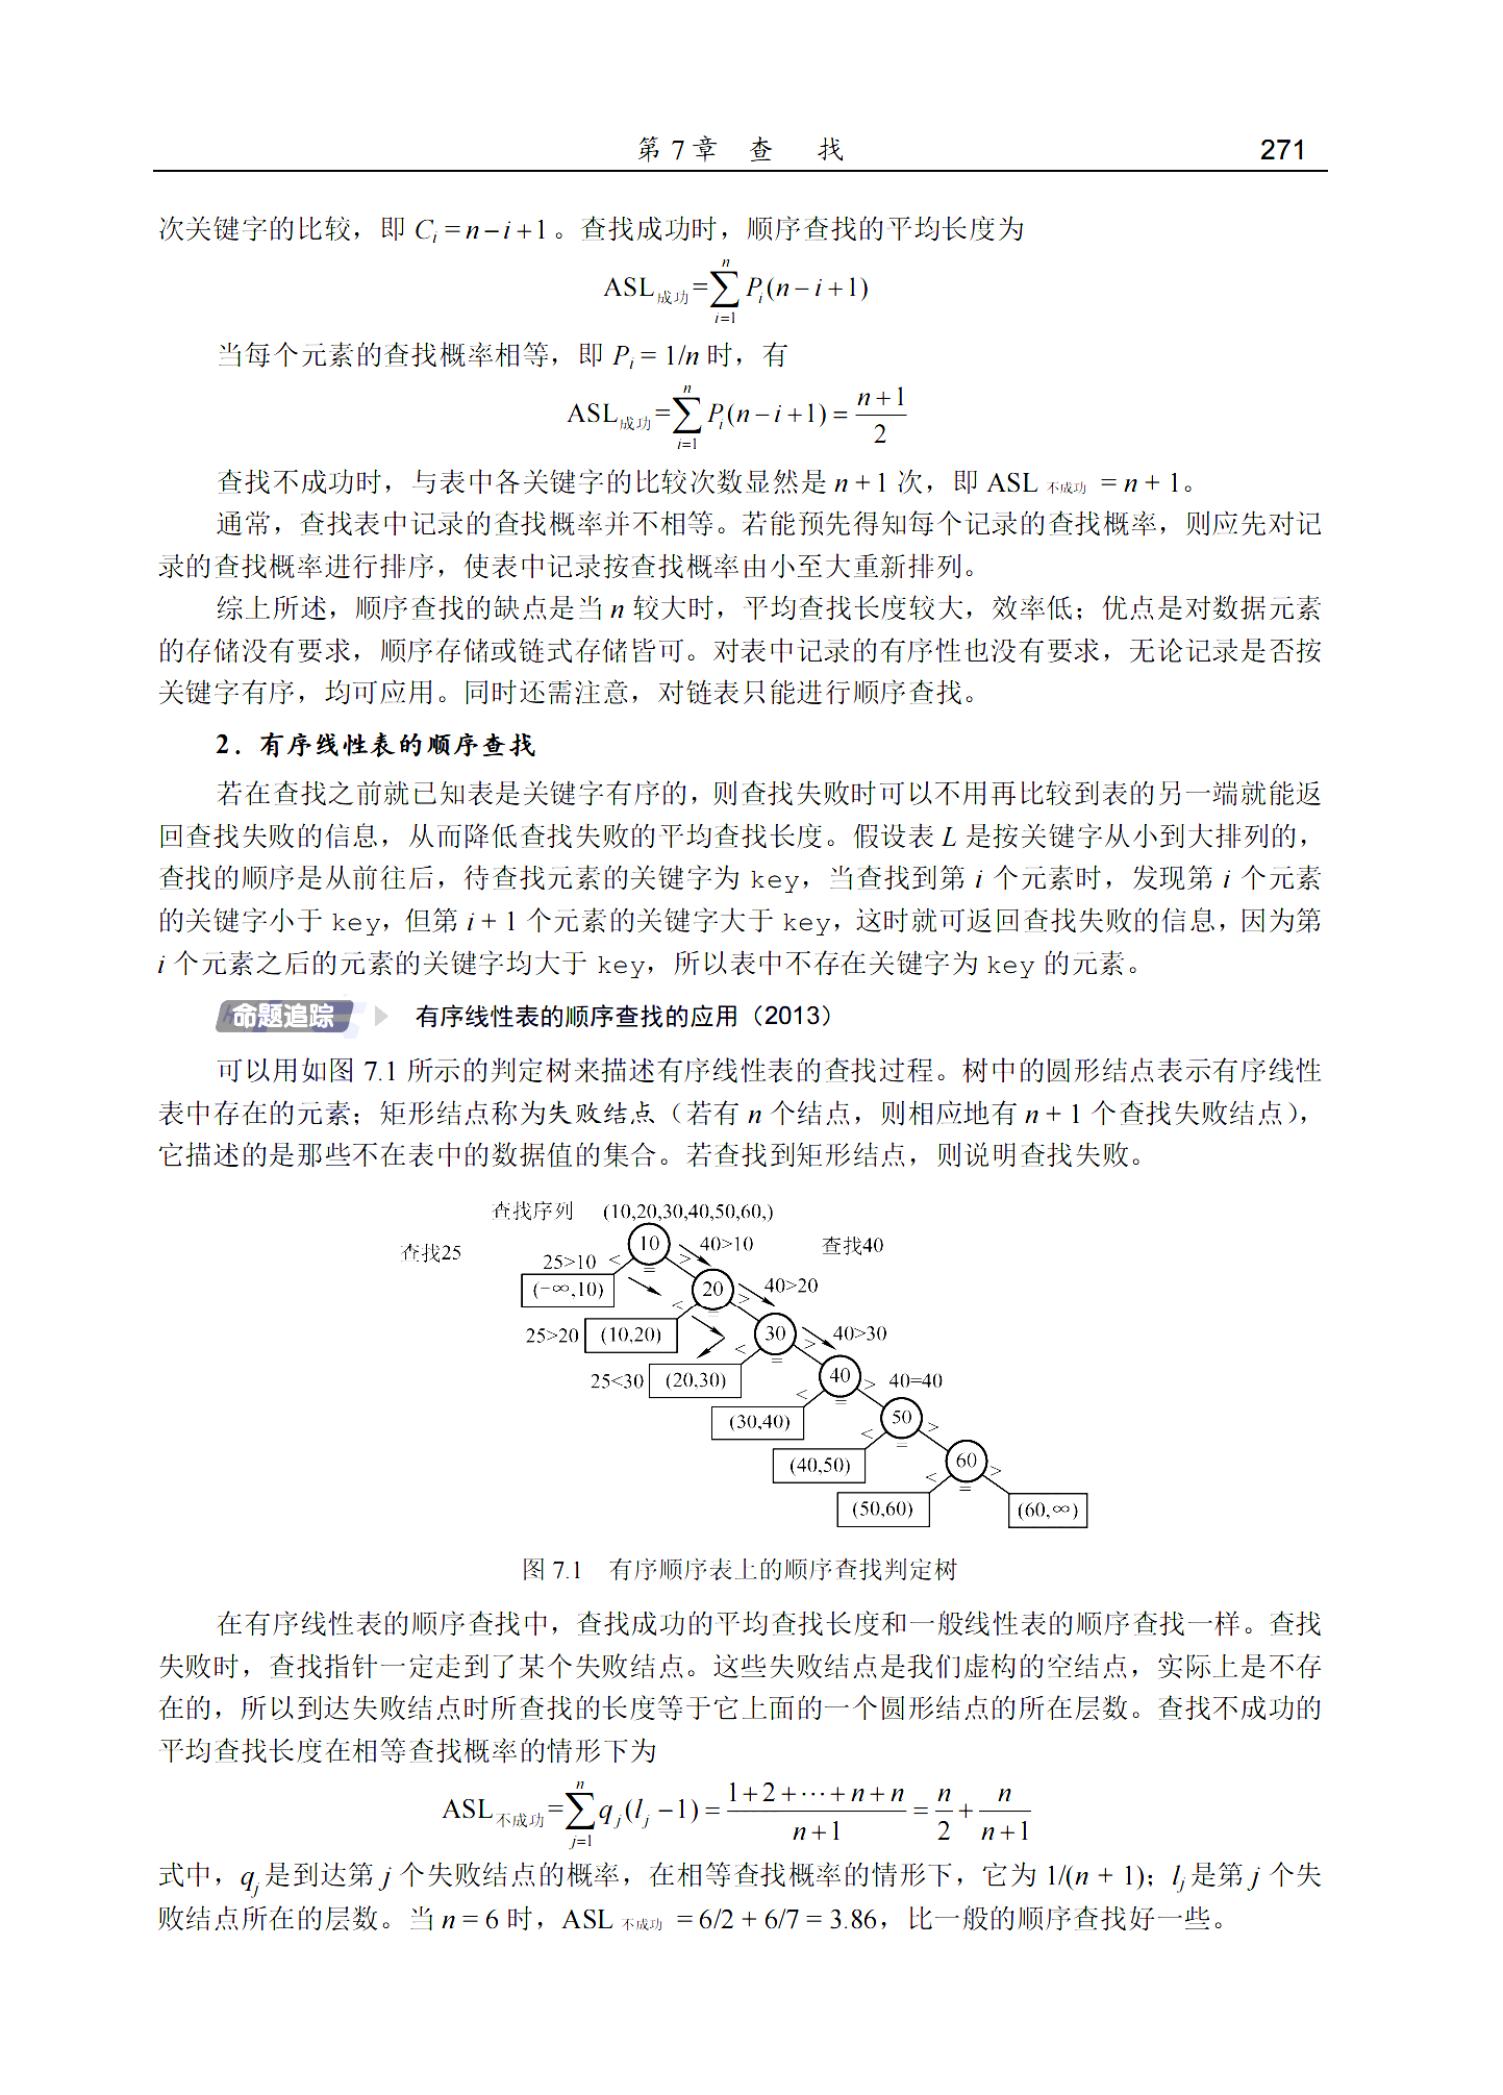 第 7 章 查 找 271
次关键字的比较，即 Cᵢ = n − i + 1。查找成功时，顺序查找的平均长度为
ASL成功 = ∑ᵢ₌₁ⁿ Pᵢ(n − i + 1)
当每个元素的查找概率相等，即 Pᵢ = 1/n 时，有
ASL成功 = ∑ᵢ₌₁ⁿ Pᵢ(n − i + 1) = (n+1)/2
查找不成功时，与表中各关键字的比较次数显然是 n + 1 次，即 ASL不成功 = n + 1。
通常，查找表中记录的查找概率并不相等。若能预先得知每个记录的查找概率，则应先对记
录的查找概率进行排序，使表中记录按查找概率由小至大重新排列。
综上所述，顺序查找的缺点是当 n 较大时，平均查找长度较大，效率低；优点是对数据元素
的存储没有要求，顺序存储或链式存储皆可。对表中记录的有序性也没有要求，无论记录是否按
关键字有序，均可应用。同时还需注意，对链表只能进行顺序查找。
2．有序线性表的顺序查找
若在查找之前就已知表是关键字有序的，则查找失败时可以不用再比较到表的另一端就能返
回查找失败的信息，从而降低查找失败的平均查找长度。假设表 L 是按关键字从小到大排列的，
查找的顺序是从前往后，待查找元素的关键字为 key，当查找到第 i 个元素时，发现第 i 个元素
的关键字小于 key，但第 i + 1 个元素的关键字大于 key，这时就可返回查找失败的信息，因为第
i 个元素之后的元素的关键字均大于 key，所以表中不存在关键字为 key 的元素。
命题追踪 有序线性表的顺序查找的应用（2013）
可以用如图 7.1 所示的判定树来描述有序线性表的查找过程。树中的圆形结点表示有序线性
表中存在的元素；矩形结点称为失败结点（若有 n 个结点，则相应地有 n + 1 个查找失败结点），
它描述的是那些不在表中的数据值的集合。若查找到矩形结点，则说明查找失败。
查找序列 (10,20,30,40,50,60,)
查找25 25>10 < 10 = > 40>10 查找40
(−∞,10) < 20 = > 40>20
25>20 (10,20) < 30 = > 40>30
25<30 (20,30) < 40 = > 40=40
(30,40) < 50 = >
(40,50) < 60 = >
(50,60) (60,∞)
图 7.1 有序顺序表上的顺序查找判定树
在有序线性表的顺序查找中，查找成功的平均查找长度和一般线性表的顺序查找一样。查找
失败时，查找指针一定走到了某个失败结点。这些失败结点是我们虚构的空结点，实际上是不存
在的，所以到达失败结点时所查找的长度等于它上面的一个圆形结点的所在层数。查找不成功的
平均查找长度在相等查找概率的情形下为
ASL不成功 = ∑ⱼ₌₁ⁿ qⱼ(lⱼ − 1) = (1+2+⋯+n+n)/(n+1) = n/2 + n/(n+1)
式中，qⱼ 是到达第 j 个失败结点的概率，在相等查找概率的情形下，它为 1/(n + 1)；lⱼ 是第 j 个失
败结点所在的层数。当 n = 6 时，ASL不成功 = 6/2 + 6/7 = 3.86，比一般的顺序查找好一些。